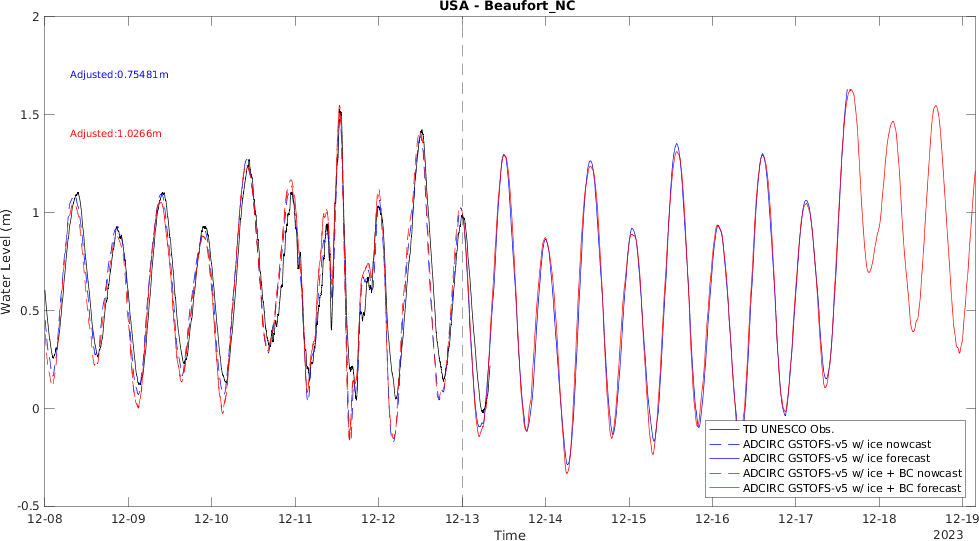 USA - Beaufort_NC
Adjusted:0.75481m
Adjusted:1.0266m
Water Level (m)
2
1.5
1
0.5
0
-0.5
TD UNESCO Obs.
ADCIRC GSTOFS-v5 w/ ice nowcast
ADCIRC GSTOFS-v5 w/ ice forecast
ADCIRC GSTOFS-v5 w/ ice + BC nowcast
ADCIRC GSTOFS-v5 w/ ice + BC forecast
12-08 12-09 12-10 12-11 12-12 12-13 12-14 12-15 12-16 12-17 12-18 12-19
Time
2023